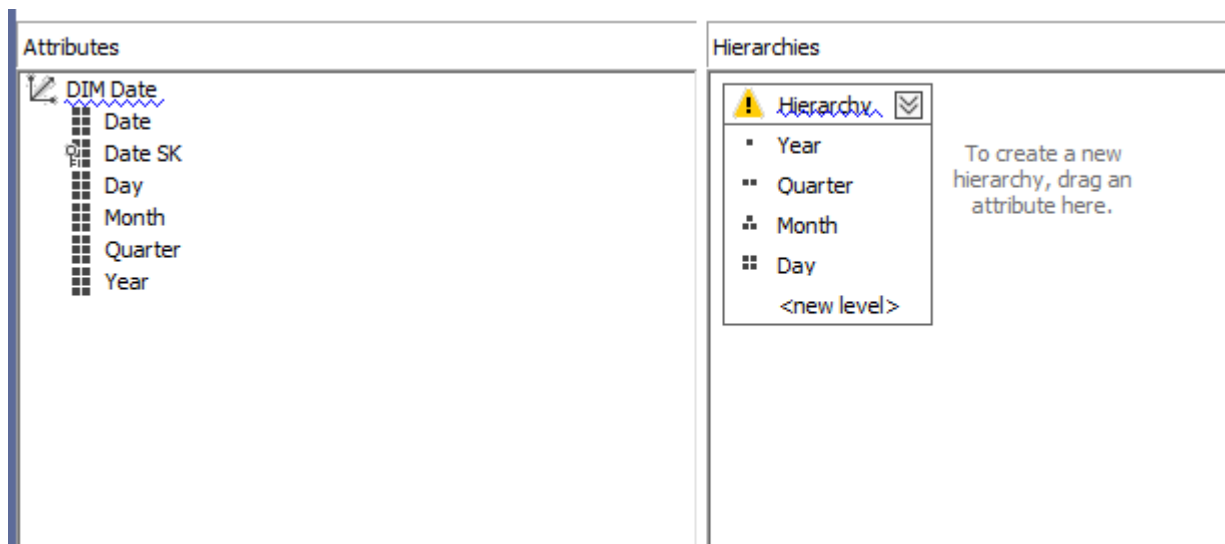 Attributes
DIM Date
Date
Date SK
Day
Month
Quarter
Year
Hierarchies
Hierarchy
Year
Quarter
Month
Day
<new level>
To create a new
hierarchy, drag an
attribute here.